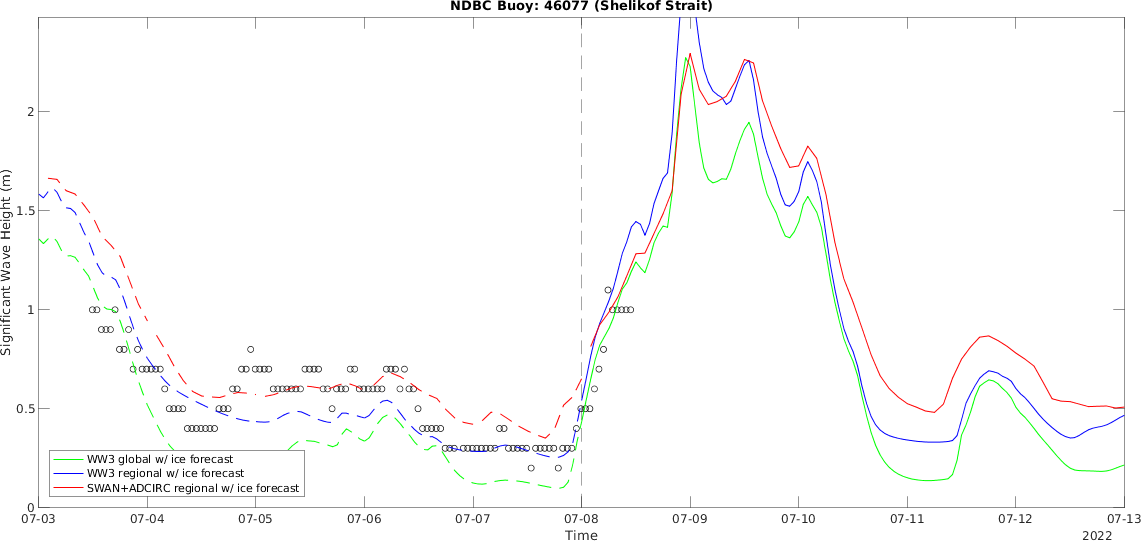 NDBC Buoy: 46077 (Shelikof Strait)
Significant Wave Height (m)
2
1.5
1
0.5
0
WW3 global w/ ice forecast
WW3 regional w/ ice forecast
SWAN+ADCIRC regional w/ ice forecast
07-03 07-04 07-05 07-06 07-07 07-08 07-09 07-10 07-11 07-12 07-13
Time
2022